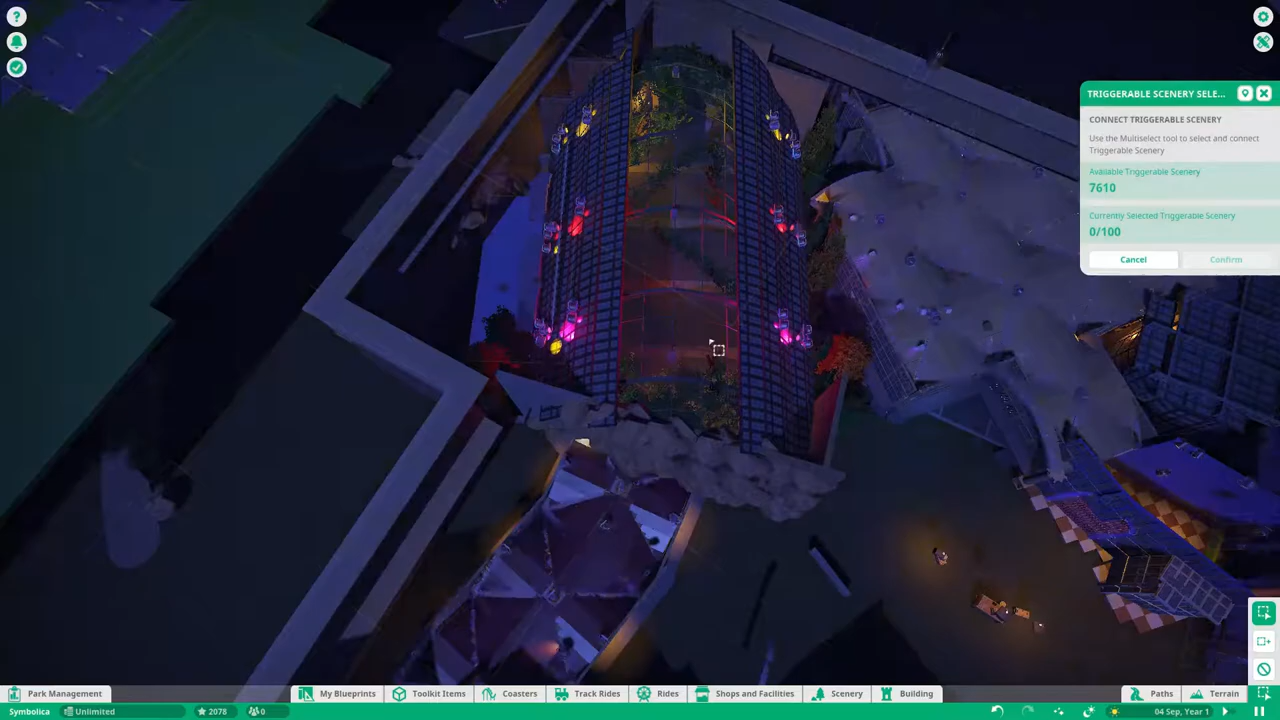 TRIGGERABLE SCENERY SELE...
CONNECT TRIGGERABLE SCENERY
Use the Multiselect tool to select and connect
Triggerable Scenery
Available Triggerable Scenery
7610
Currently Selected Triggerable Scenery
0/100
Cancel
Confirm
Park Management
My Blueprints
Toolkit Items
Coasters
Track Rides
Rides
Shops and Facilities
Scenery
Building
Paths
Terrain
Symbolica
Unlimited
2078
0
04 Sep, Year 1